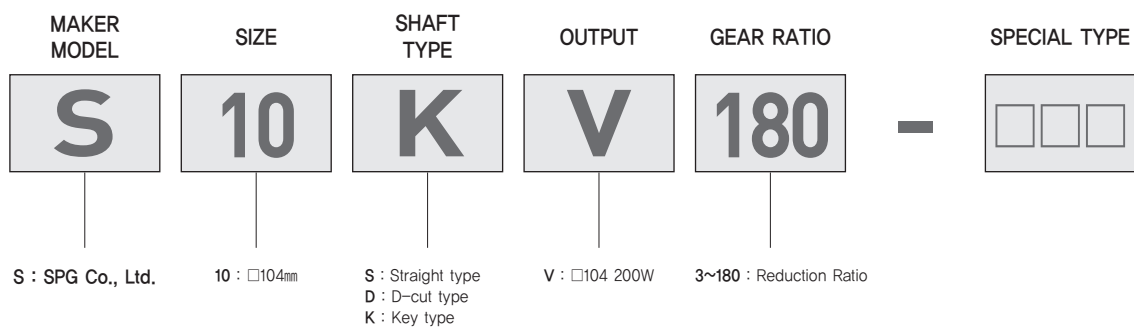 MAKER MODEL
SIZE
SHAFT TYPE
OUTPUT
GEAR RATIO
SPECIAL TYPE
S
10
K
V
180
-
□□□
S : SPG Co., Ltd.
10 : □104㎜
S : Straight type
D : D-cut type
K : Key type
V : □104 200W
3~180 : Reduction Ratio